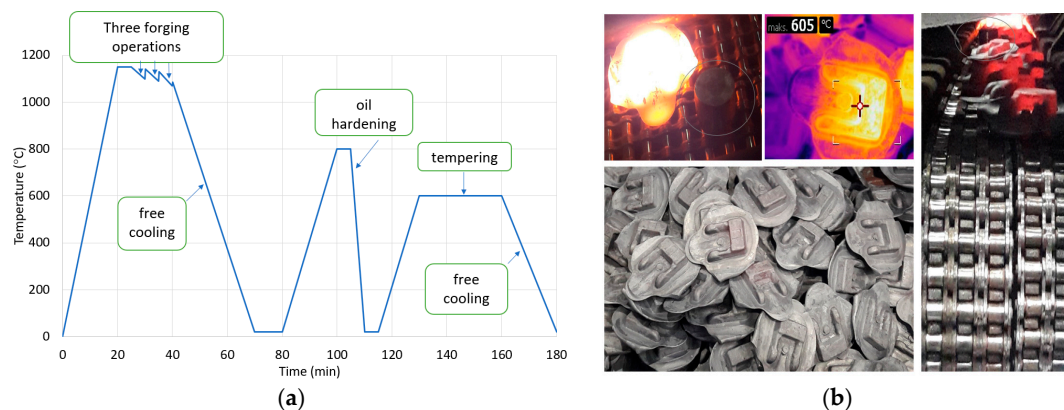 Three forging
operations
1200
1000
800
600
400
200
0
Temperature (°C)
free
cooling
oil
hardening
tempering
free
cooling
0 20 40 60 80 100 120 140 160 180
Time (min)
(a)
maks. 605 °C
(b)